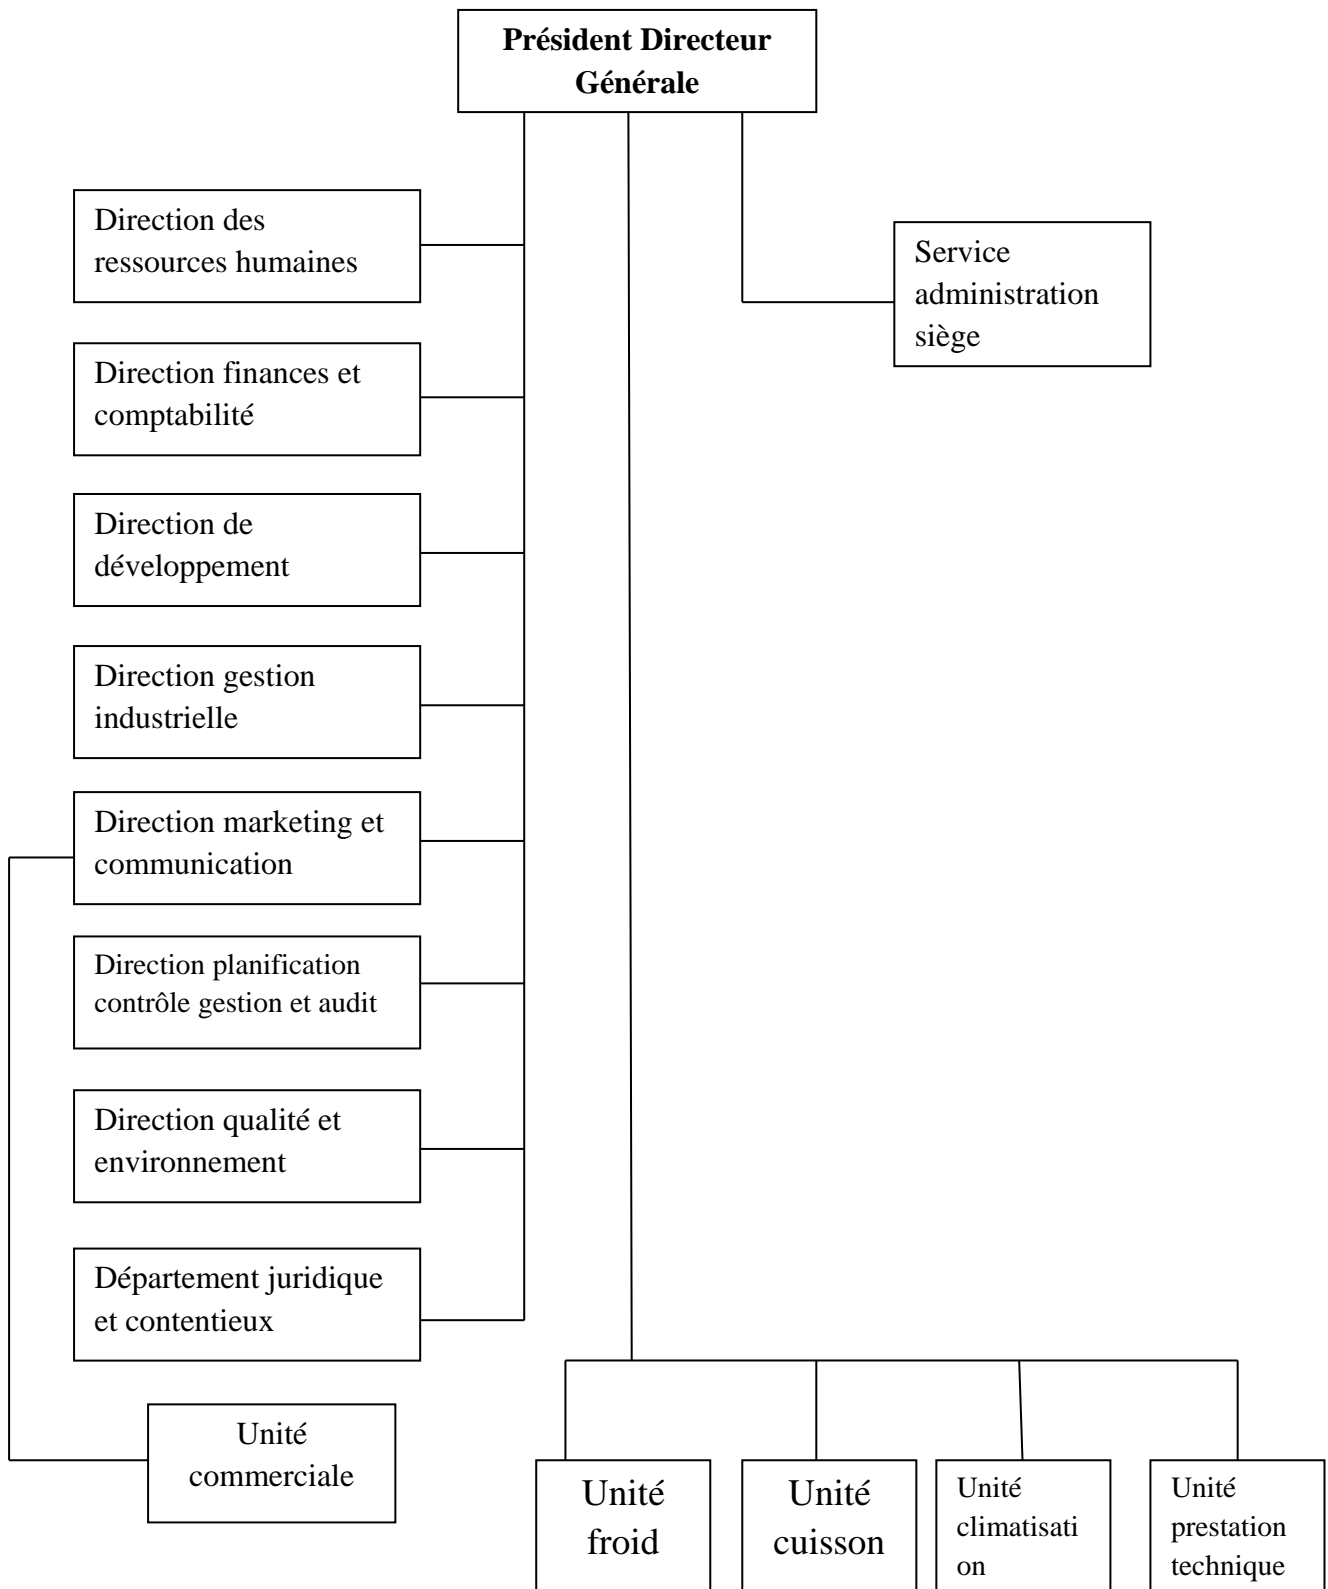 Président Directeur
Générale
Direction des
ressources humaines
Service
administration
siège
Direction finances et
comptabilité
Direction de
développement
Direction gestion
industrielle
Direction marketing et
communication
Direction planification
contrôle gestion et audit
Direction qualité et
environnement
Département juridique
et contentieux
Unité
commerciale
Unité
froid
Unité
cuisson
Unité
climatisati
on
Unité
prestation
technique